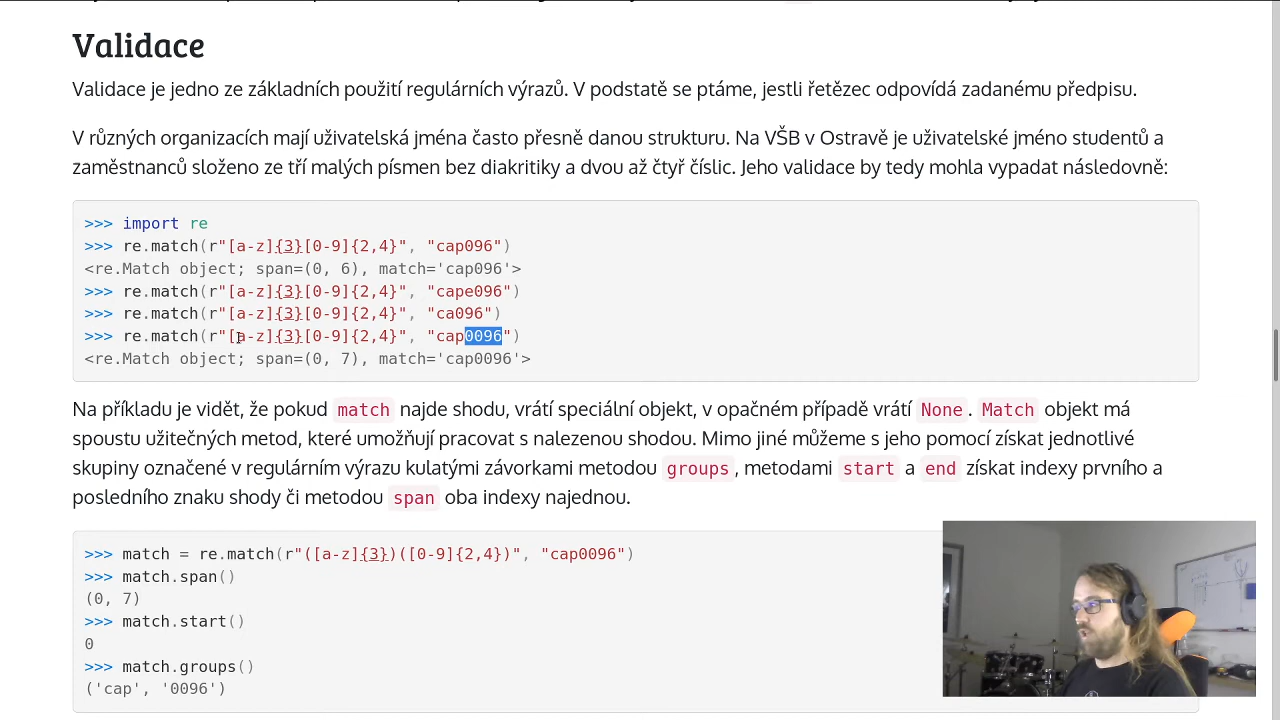 Validace
Validace je jedno ze základních použití regulárních výrazů. V podstatě se ptáme, jestli řetězec odpovídá zadanému předpisu.
V různých organizacích mají uživatelská jména často přesně danou strukturu. Na VŠB v Ostravě je uživatelské jméno studentů a
zaměstnanců složeno ze tří malých písmen bez diakritiky a dvou až čtyř číslic. Jeho validace by tedy mohla vypadat následovně:
>>> import re
>>> re.match(r"[a-z]{3}[0-9]{2,4}", "cap096")
<re.Match object; span=(0, 6), match='cap096'>
>>> re.match(r"[a-z]{3}[0-9]{2,4}", "cape096")
>>> re.match(r"[a-z]{3}[0-9]{2,4}", "ca096")
>>> re.match(r"[a-z]{3}[0-9]{2,4}", "cap0096")
<re.Match object; span=(0, 7), match='cap0096'>
Na příkladu je vidět, že pokud match najde shodu, vrátí speciální objekt, v opačném případě vrátí None. Match objekt má
spoustu užitečných metod, které umožňují pracovat s nalezenou shodou. Mimo jiné můžeme s jeho pomocí získat jednotlivé
skupiny označené v regulárním výrazu kulatými závorkami metodou groups, metodami start a end získat indexy prvního a
posledního znaku shody či metodou span oba indexy najednou.
>>> match = re.match(r"([a-z]{3})([0-9]{2,4})", "cap0096")
>>> match.span()
(0, 7)
>>> match.start()
0
>>> match.groups()
('cap', '0096')